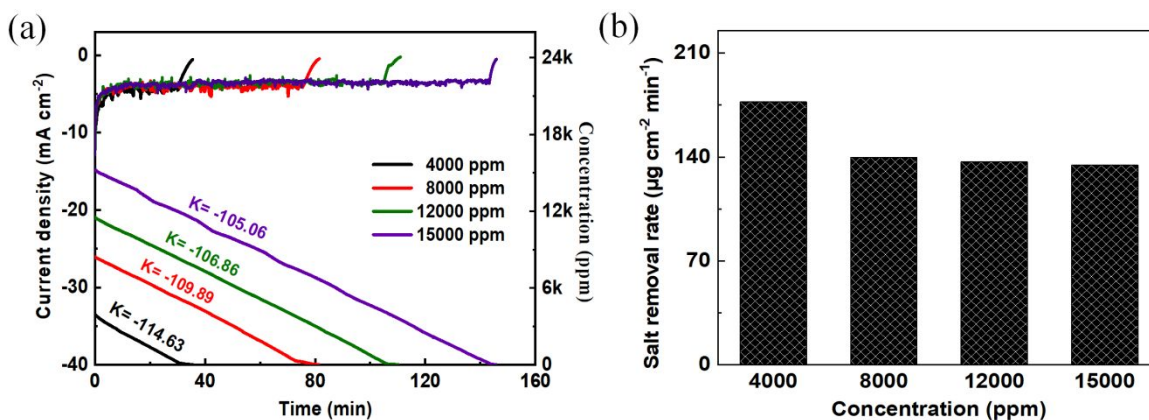 (a)
Current density (mA cm⁻²)
0
-10
-20
-30
-40
24k
18k
12k
6k
0
Concentration (ppm)
4000 ppm
8000 ppm
12000 ppm
15000 ppm
K= -105.06
K= -106.86
K= -109.89
K= -114.63
0 40 80 120 160
Time (min)
(b)
Salt removal rate (µg cm⁻² min⁻¹)
210
140
70
0
4000 8000 12000 15000
Concentration (ppm)